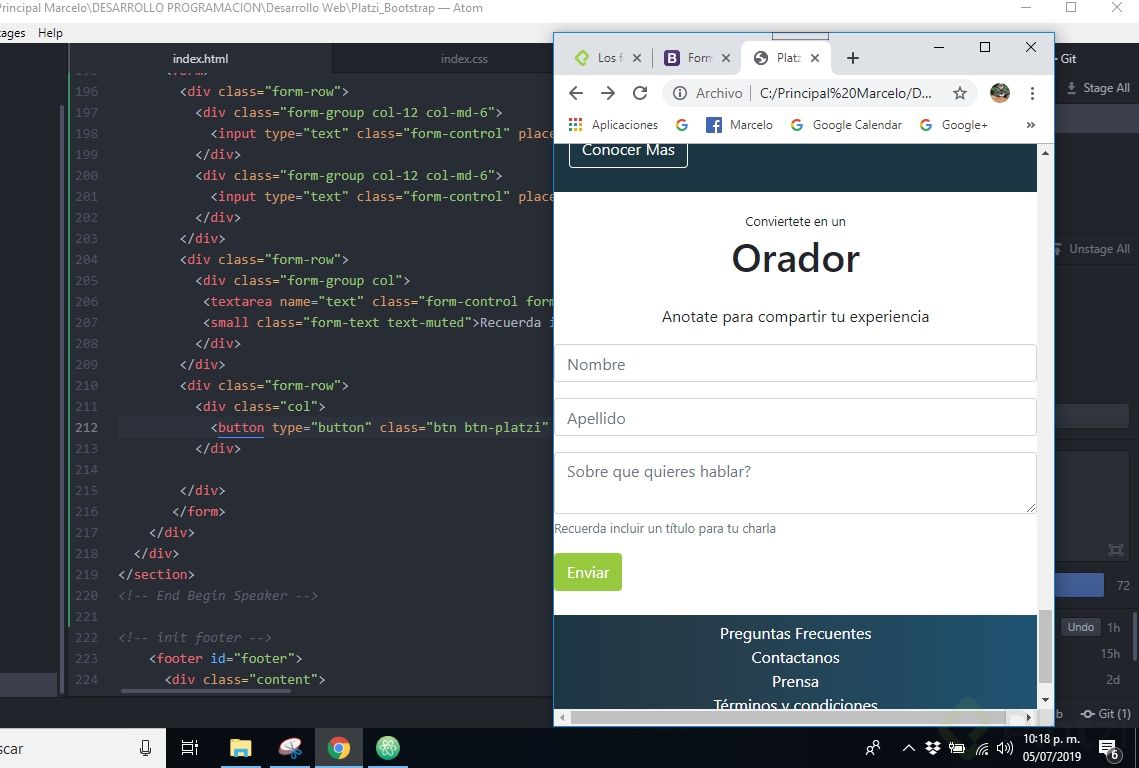 Principal Marcelo\DESARROLLO PROGRAMACION\Desarrollo Web\Platzi_Bootstrap — Atom
Help
index.html
index.css
Git
Stage All
196 <div class="form-row">
197 <div class="form-group col-12 col-md-6">
198 <input type="text" class="form-control" place
199 </div>
200 <div class="form-group col-12 col-md-6">
201 <input type="text" class="form-control" place
202 </div>
203 </div>
204 <div class="form-row">
205 <div class="form-group col">
206 <textarea name="text" class="form-control form
207 <small class="form-text text-muted">Recuerda i
208 </div>
209 </div>
210 <div class="form-row">
211 <div class="col">
212 <button type="button" class="btn btn-platzi"
213 </div>
214
215 </div>
216 </form>
217 </div>
218 </div>
219 </section>
220 <!-- End Begin Speaker -->
221
222 <!-- init footer -->
223 <footer id="footer">
224 <div class="content">
Los f
Form
Platz
Archivo | C:/Principal%20Marcelo/D...
Aplicaciones
Marcelo
Google Calendar
Google+
»
Conocer Mas
Conviertete en un
Orador
Anotate para compartir tu experiencia
Nombre
Apellido
Sobre que quieres hablar?
Recuerda incluir un título para tu charla
Enviar
Preguntas Frecuentes
Contactanos
Prensa
Términos y condiciones
Unstage All
72
Undo 1h
15h
2d
Git (1)
scar
10:18 p. m.
05/07/2019
6